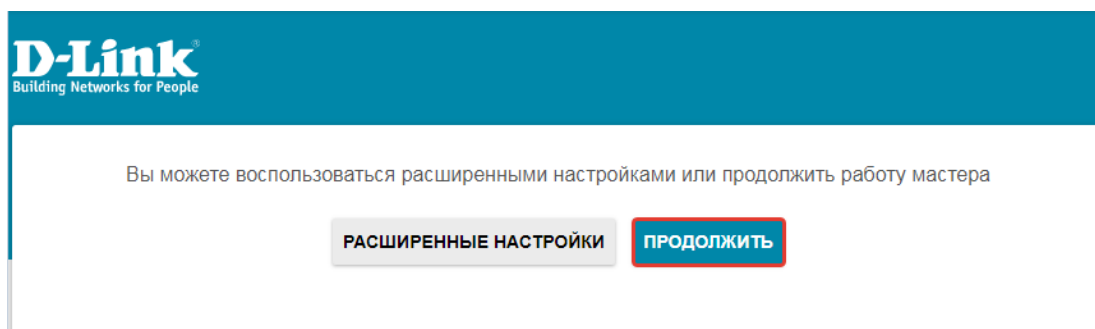 D-Link®
Building Networks for People
Вы можете воспользоваться расширенными настройками или продолжить работу мастера
РАСШИРЕННЫЕ НАСТРОЙКИ ПРОДОЛЖИТЬ